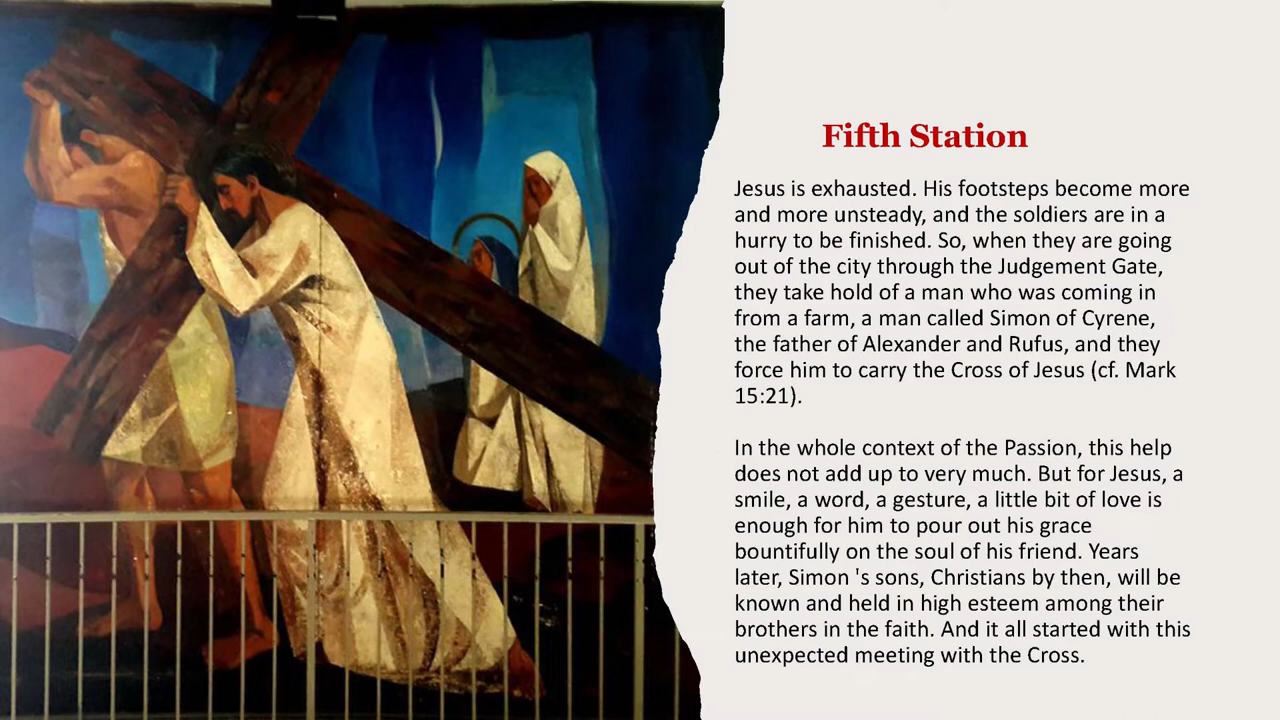 Fifth Station
Jesus is exhausted. His footsteps become more
and more unsteady, and the soldiers are in a
hurry to be finished. So, when they are going
out of the city through the Judgement Gate,
they take hold of a man who was coming in
from a farm, a man called Simon of Cyrene,
the father of Alexander and Rufus, and they
force him to carry the Cross of Jesus (cf. Mark
15:21).
In the whole context of the Passion, this help
does not add up to very much. But for Jesus, a
smile, a word, a gesture, a little bit of love is
enough for him to pour out his grace
bountifully on the soul of his friend. Years
later, Simon 's sons, Christians by then, will be
known and held in high esteem among their
brothers in the faith. And it all started with this
unexpected meeting with the Cross.